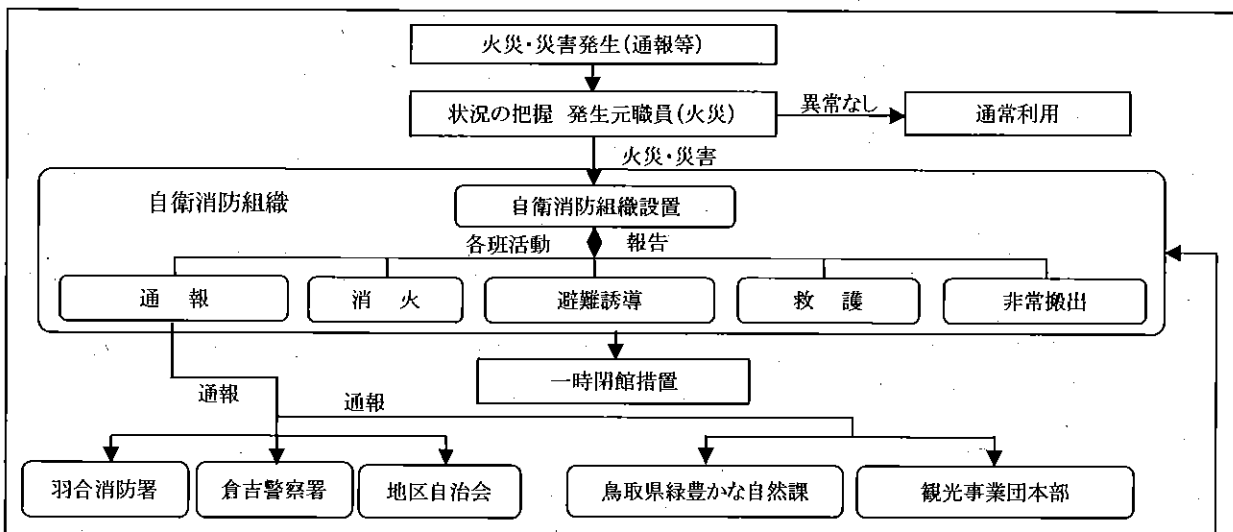 火災・災害発生(通報等)
状況の把握 発生元職員(火災)
異常なし
通常利用
火災・災害
自衛消防組織
自衛消防組織設置
各班活動 報告
通 報
消 火
避難誘導
救 護
非常搬出
一時閉館措置
通報
通報
羽合消防署
倉吉警察署
地区自治会
鳥取県緑豊かな自然課
観光事業団本部